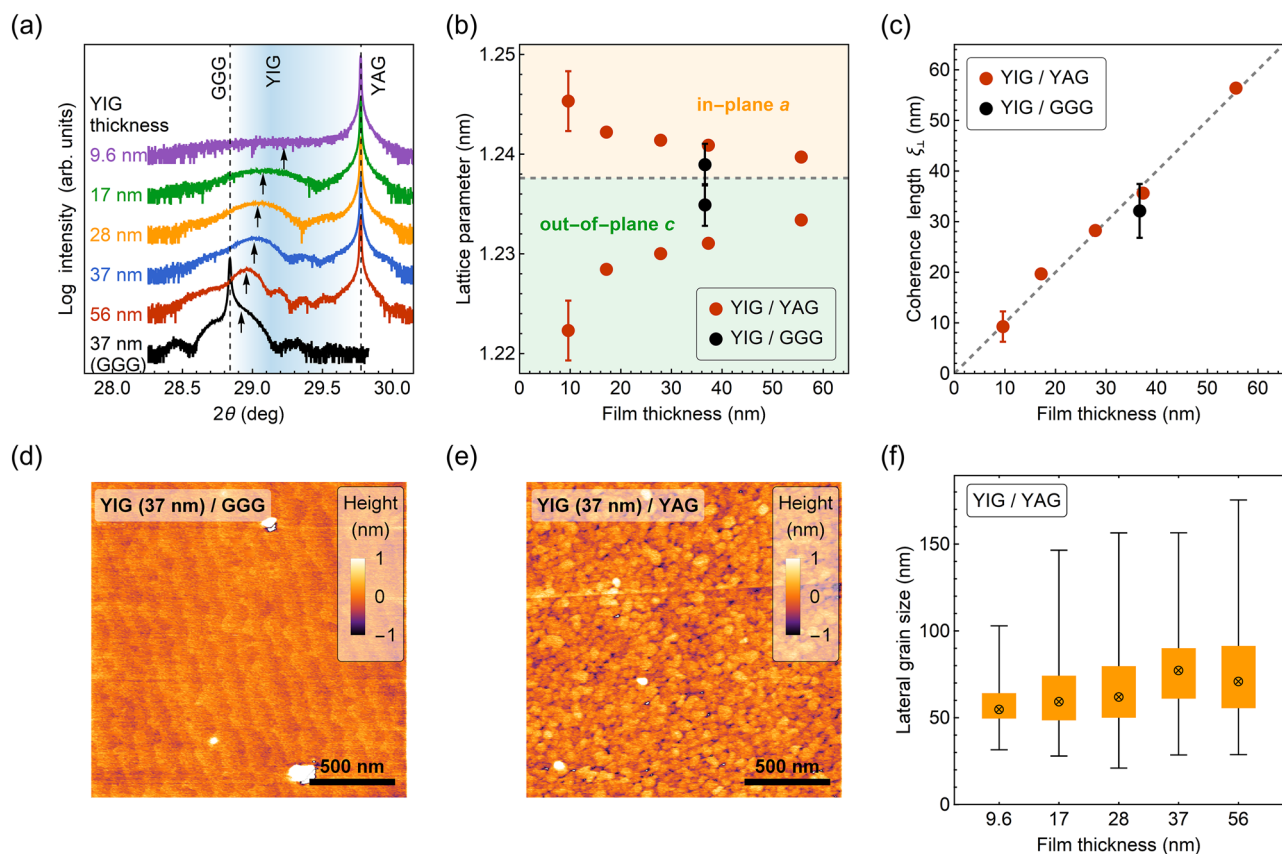 (a)
GGG
YIG
YAG
YIG
thickness
9.6 nm
17 nm
28 nm
37 nm
56 nm
37 nm
(GGG)
Log intensity (arb. units)
28.0 28.5 29.0 29.5 30.0
2θ (deg)
(b)
1.25
1.24
1.23
1.22
Lattice parameter (nm)
in−plane a
out−of−plane c
YIG / YAG
YIG / GGG
0 10 20 30 40 50 60
Film thickness (nm)
(c)
60
50
40
30
20
10
0
Coherence length ξ⊥ (nm)
YIG / YAG
YIG / GGG
0 10 20 30 40 50 60
Film thickness (nm)
(d)
YIG (37 nm) / GGG
Height
(nm)
1
0
−1
500 nm
(e)
YIG (37 nm) / YAG
Height
(nm)
1
0
−1
500 nm
(f)
YIG / YAG
150
100
50
0
Lateral grain size (nm)
9.6 17 28 37 56
Film thickness (nm)